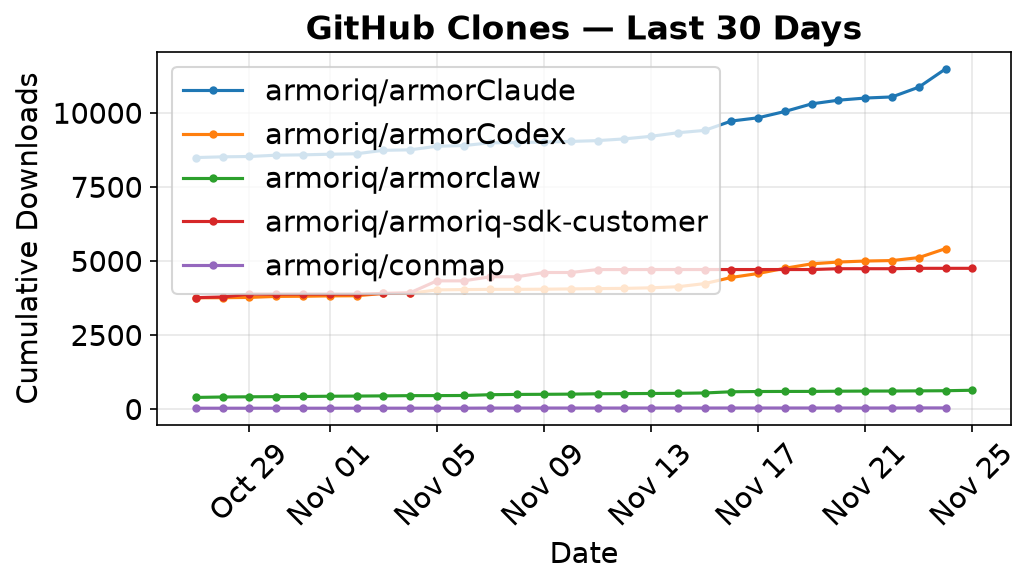 GitHub Clones — Last 30 Days
Cumulative Downloads
10000
7500
5000
2500
0
armoriq/armorClaude
armoriq/armorCodex
armoriq/armorclaw
armoriq/armoriq-sdk-customer
armoriq/conmap
Oct 29
Nov 01
Nov 05
Nov 09
Nov 13
Nov 17
Nov 21
Nov 25
Date